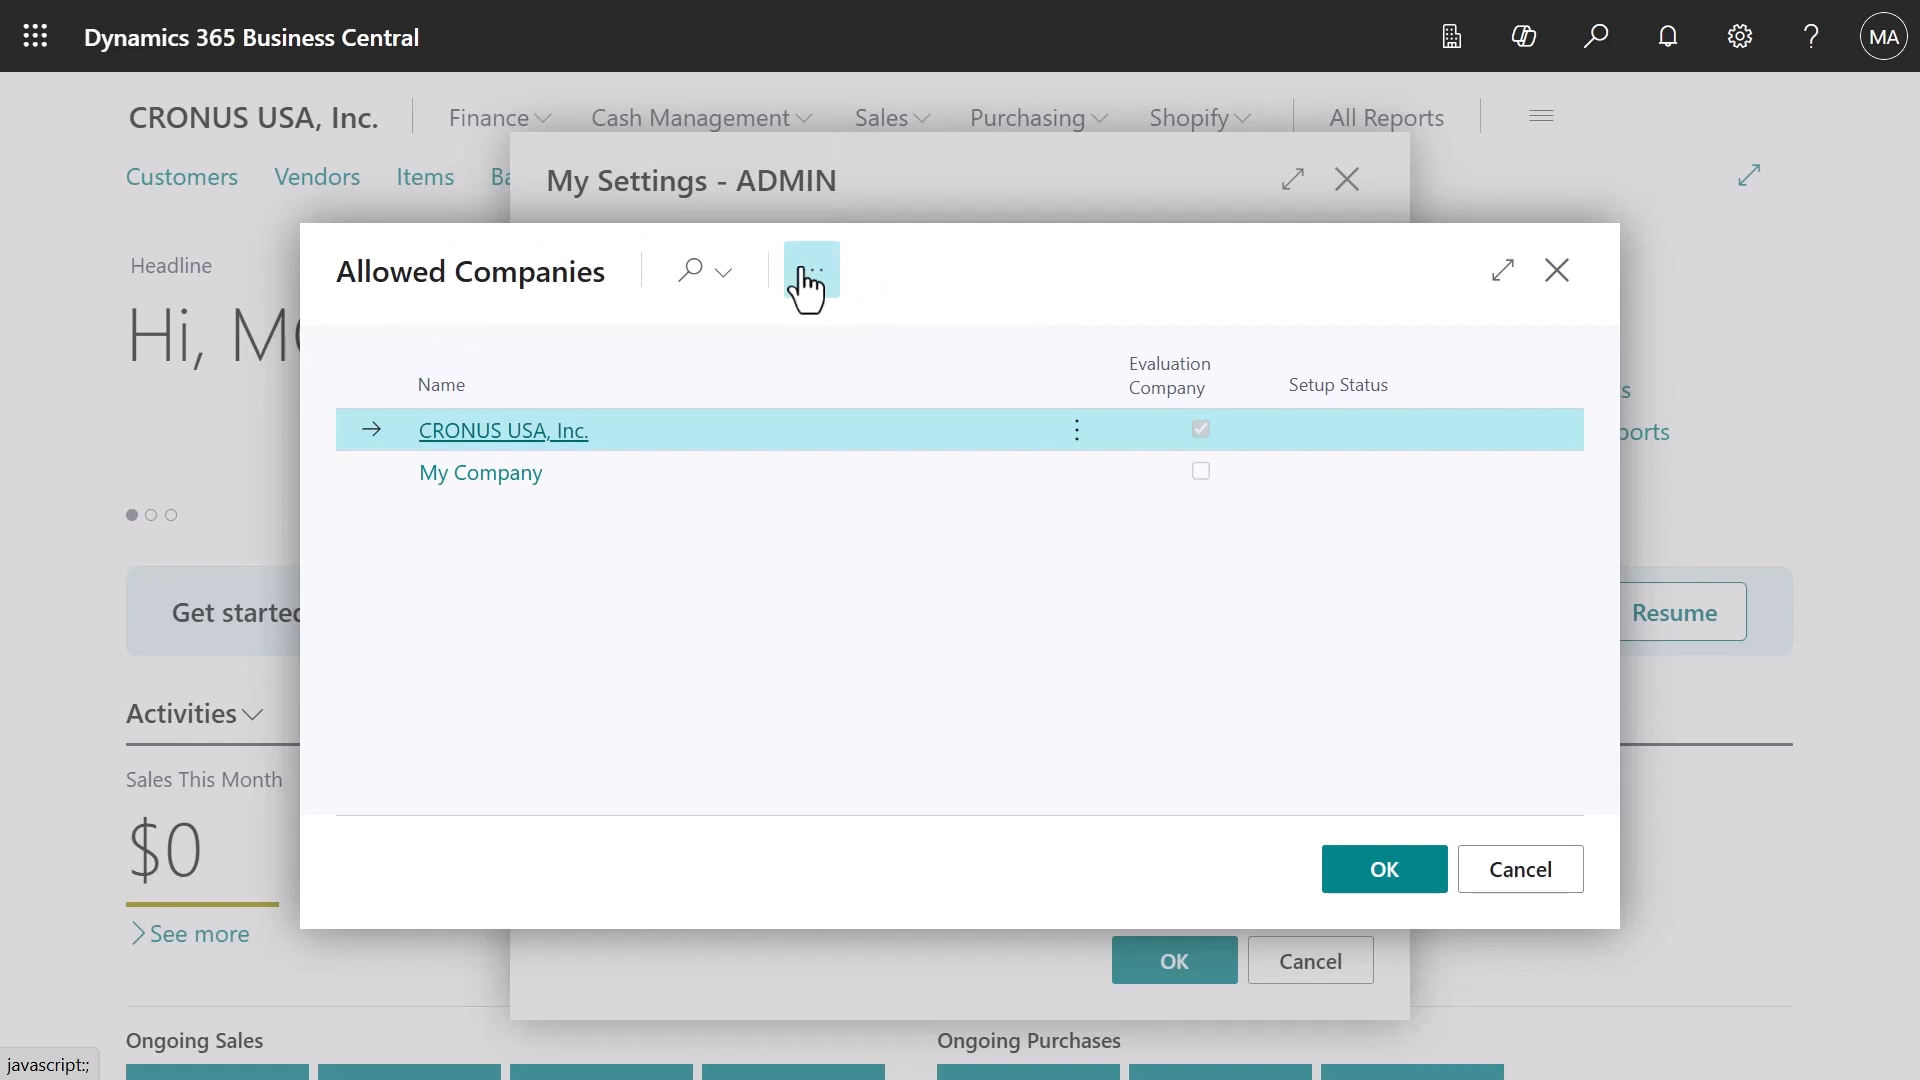 Dynamics 365 Business Central
MA
CRONUS USA, Inc.
Finance
Cash Management
Sales
Purchasing
Shopify
All Reports
Customers
Vendors
Items
Ba
My Settings - ADMIN
Allowed Companies
Headline
Hi, M
Name
Evaluation
Company
Setup Status
CRONUS USA, Inc.
My Company
s
ports
Get started
Resume
Activities
Sales This Month
$0
See more
OK
Cancel
OK
Cancel
Ongoing Sales
Ongoing Purchases
javascript:;